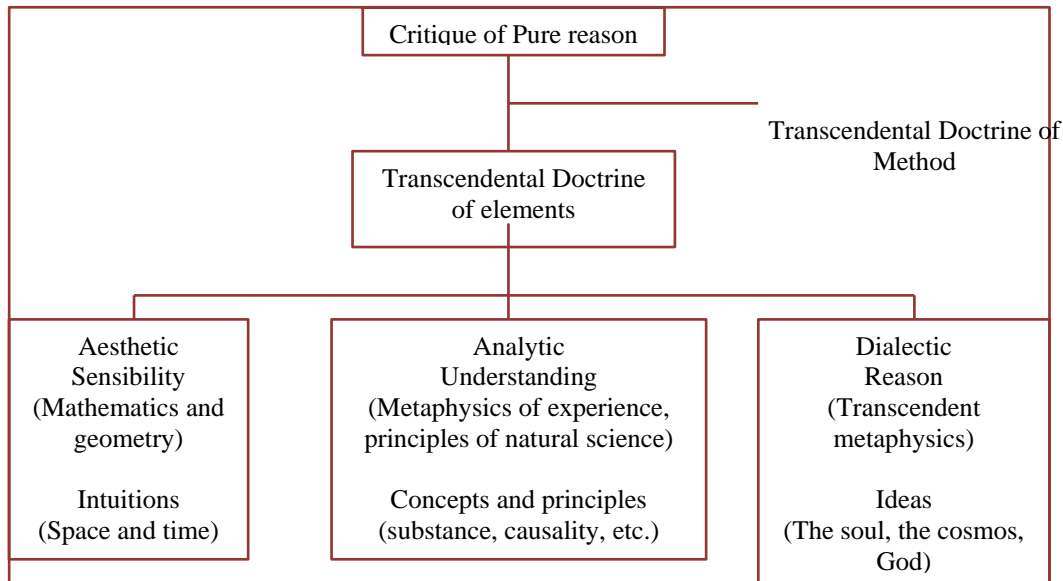 Critique of Pure reason
Transcendental Doctrine of
Method
Transcendental Doctrine
of elements
Aesthetic
Sensibility
(Mathematics and
geometry)
Intuitions
(Space and time)
Analytic
Understanding
(Metaphysics of experience,
principles of natural science)
Concepts and principles
(substance, causality, etc.)
Dialectic
Reason
(Transcendent
metaphysics)
Ideas
(The soul, the cosmos,
God)